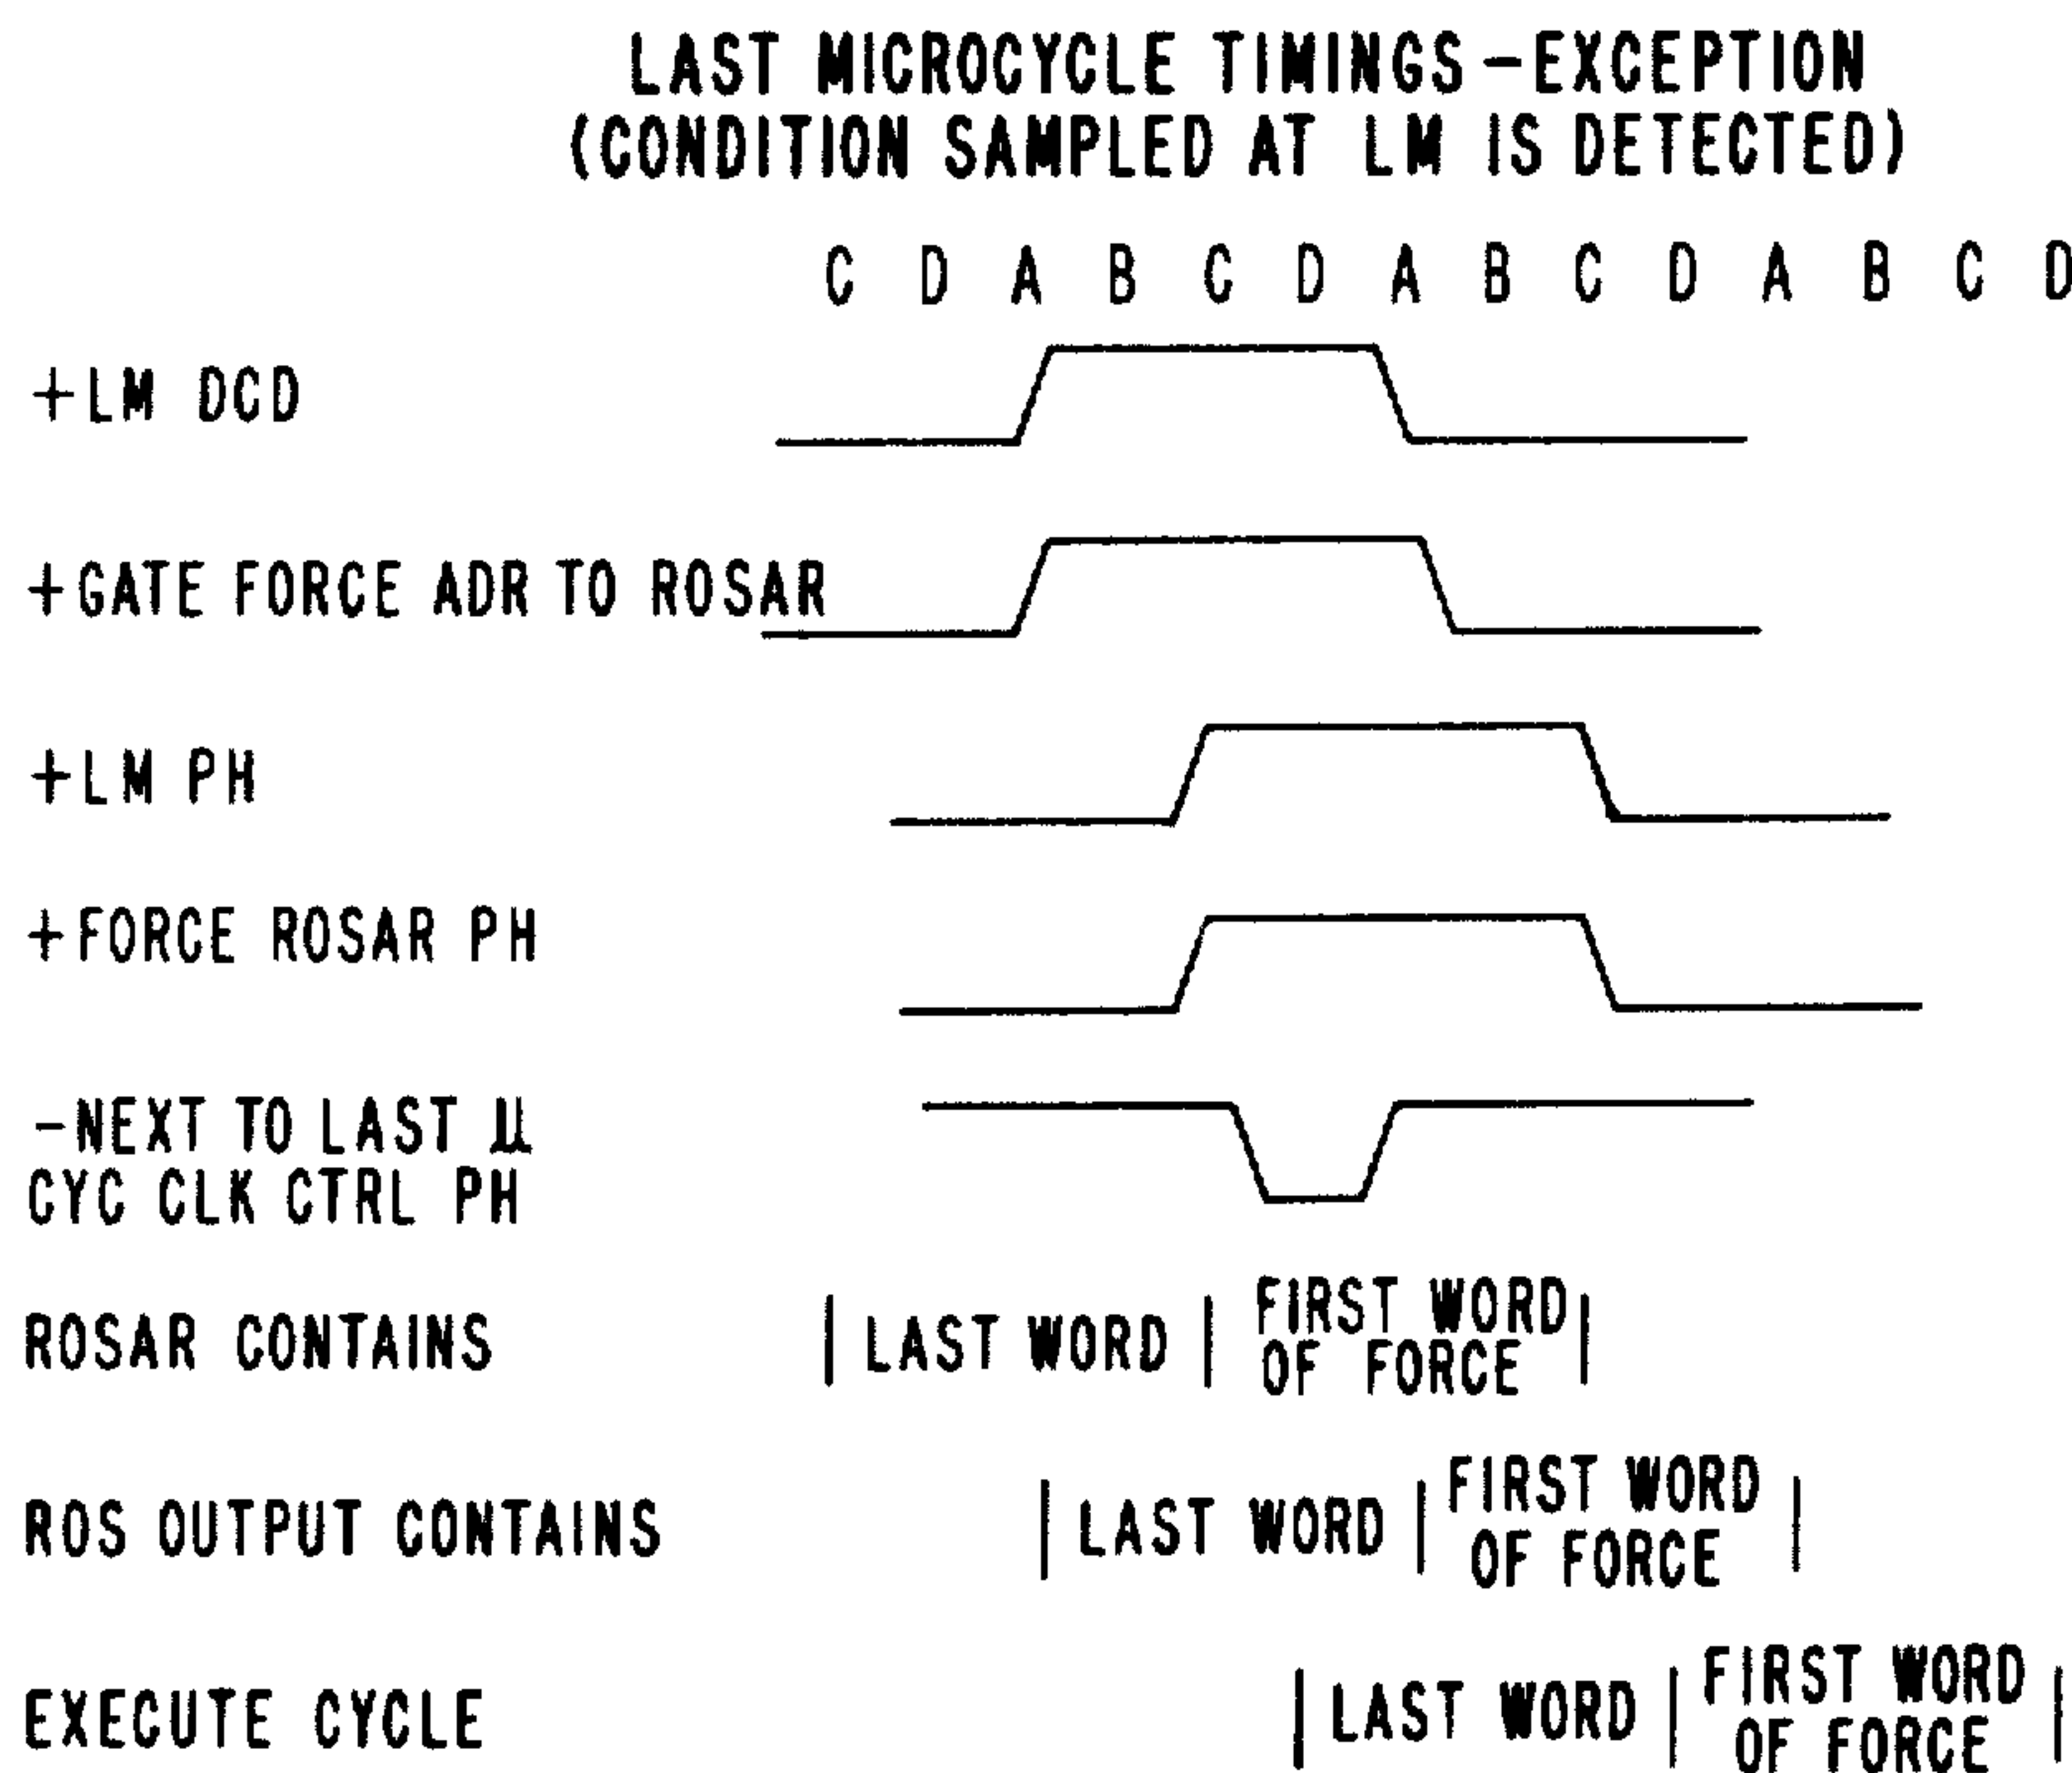 LAST MICROCYCLE TIMINGS-EXCEPTION
(CONDITION SAMPLED AT LM IS DETECTED)
C D A B C D A B C D A B C D
+LM DCD
+GATE FORCE ADR TO ROSAR
+LM PH
+FORCE ROSAR PH
-NEXT TO LAST μ
CYC CLK CTRL PH
ROSAR CONTAINS | LAST WORD | FIRST WORD
OF FORCE |
ROS OUTPUT CONTAINS | LAST WORD | FIRST WORD
OF FORCE |
EXECUTE CYCLE | LAST WORD | FIRST WORD
OF FORCE |